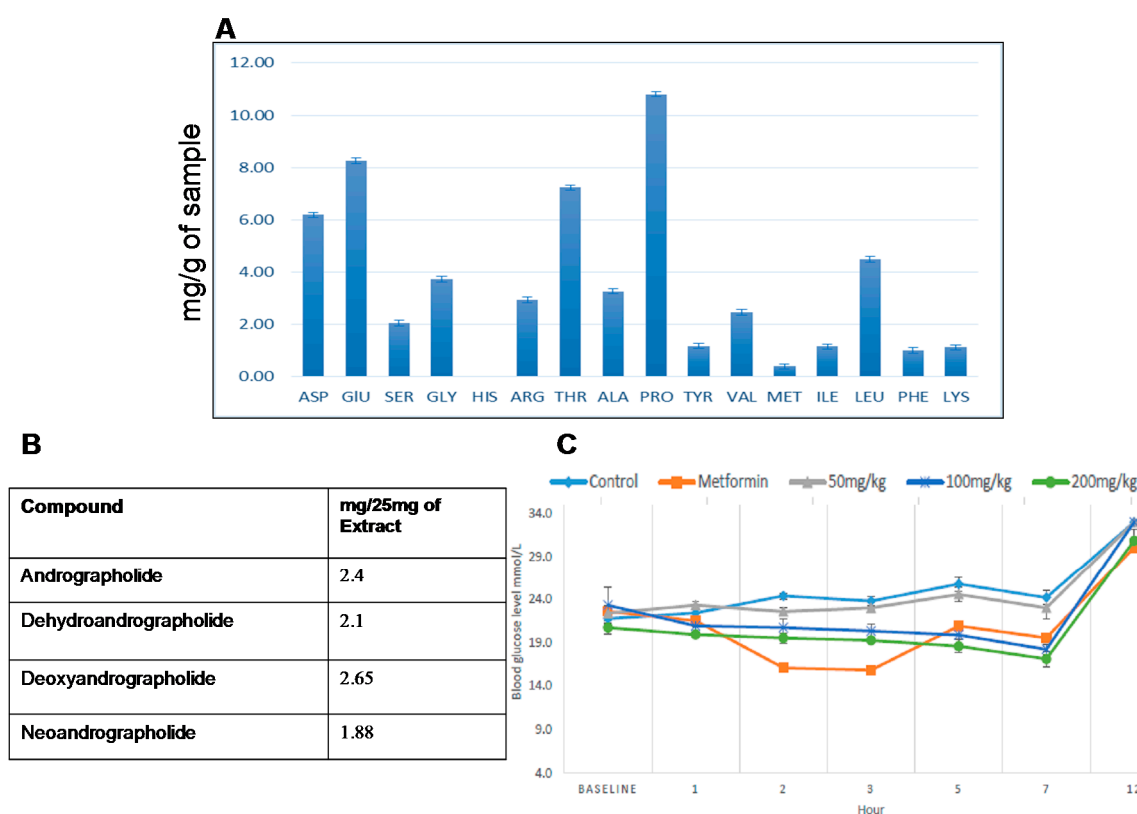 A
mg/g of sample
12.00
10.00
8.00
6.00
4.00
2.00
0.00
ASP GlU SER GLY HIS ARG THR ALA PRO TYR VAL MET ILE LEU PHE LYS
B
Compound mg/25mg of Extract
Andrographolide 2.4
Dehydroandrographolide 2.1
Deoxyandrographolide 2.65
Neoandrographolide 1.88
C
Control Metformin 50mg/kg 100mg/kg 200mg/kg
Blood glucose level mmol/L
34.0
29.0
24.0
19.0
14.0
9.0
4.0
BASELINE 1 2 3 5 7 12
Hour